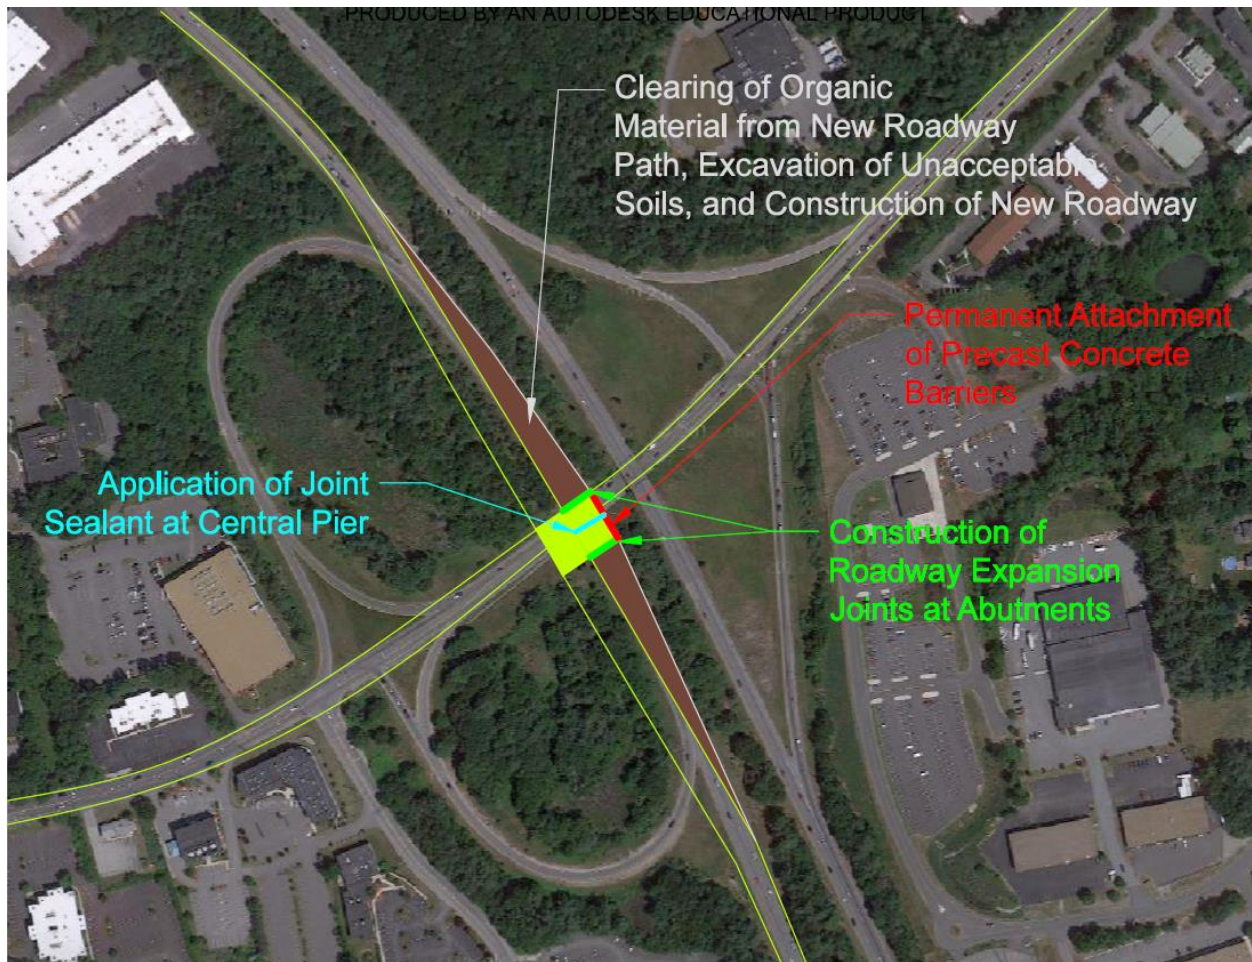 PRODUCED BY AN AUTODESK EDUCATIONAL PRODUCT
Clearing of Organic
Material from New Roadway
Path, Excavation of Unacceptable
Soils, and Construction of New Roadway
Permanent Attachment
of Precast Concrete
Barriers
Application of Joint
Sealant at Central Pier
Construction of
Roadway Expansion
Joints at Abutments